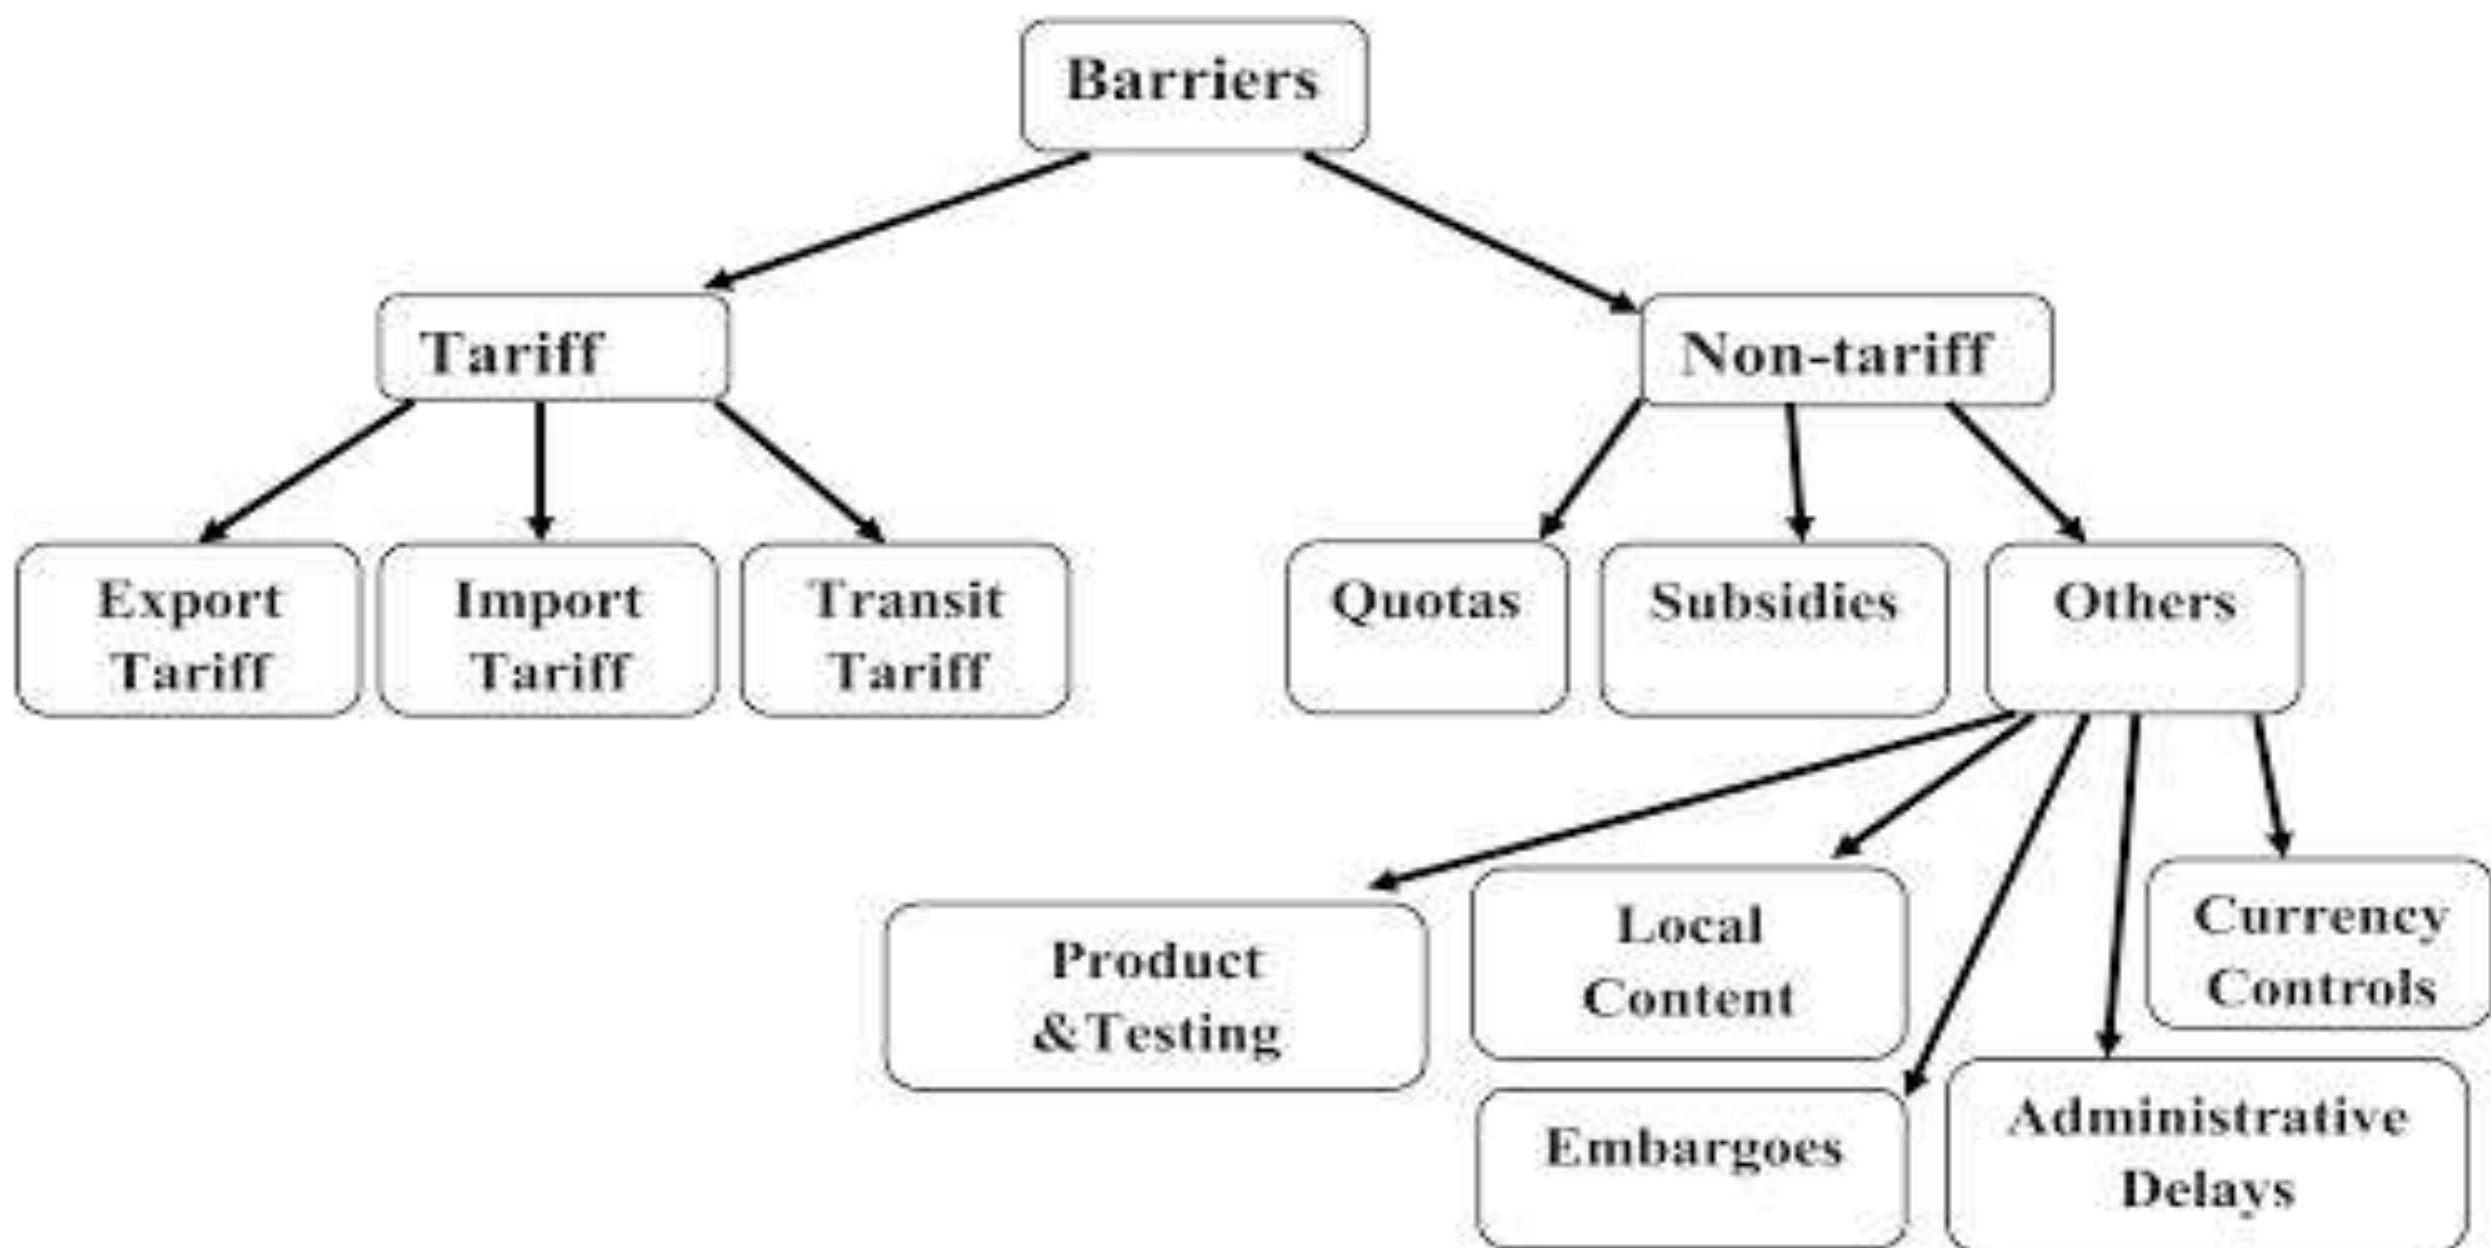 Barriers
Tariff
Non-tariff
Export
Tariff
Import
Tariff
Transit
Tariff
Quotas
Subsidies
Others
Product
&Testing
Local
Content
Currency
Controls
Embargoes
Administrative
Delays